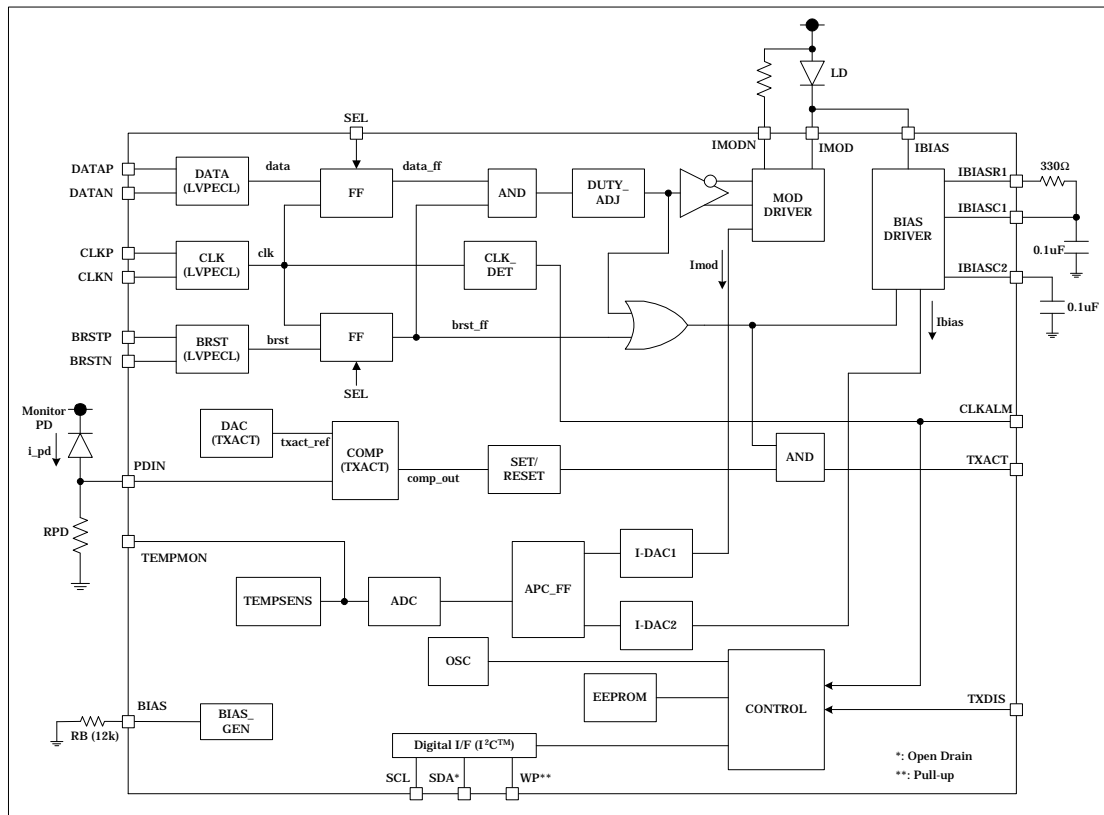 LD
SEL
IMODN
IMOD
IBIAS
DATAP
DATAN
DATA
(LVPECL)
data
FF
data_ff
AND
DUTY_
ADJ
MOD
DRIVER
BIAS
DRIVER
IBIASR1
330Ω
IBIASC1
0.1uF
IBIASC2
0.1uF
CLKP
CLKN
CLK
(LVPECL)
clk
CLK_
DET
Imod
Ibias
BRSTP
BRSTN
BRST
(LVPECL)
brst
FF
brst_ff
SEL
CLKALM
Monitor
PD
i_pd
PDIN
DAC
(TXACT)
txact_ref
COMP
(TXACT)
comp_out
SET/
RESET
AND
TXACT
RPD
TEMPMON
TEMPSENS
ADC
APC_FF
I-DAC1
I-DAC2
OSC
EEPROM
CONTROL
TXDIS
BIAS
RB (12k)
BIAS_
GEN
Digital I/F (I²C™)
SCL
SDA*
WP**
*: Open Drain
**: Pull-up